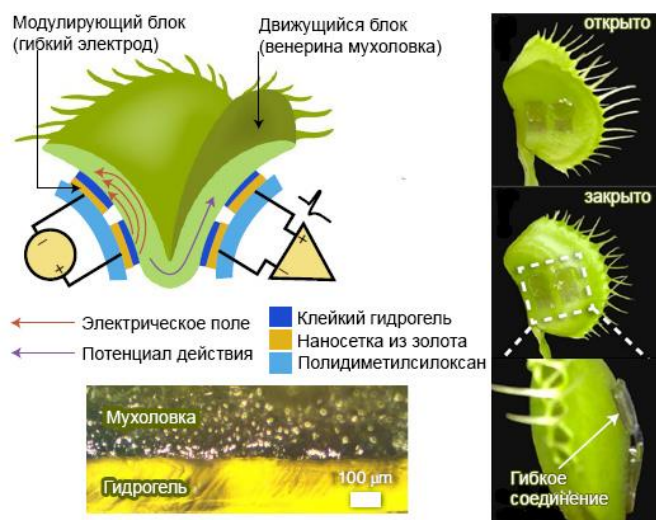 Модулирующий блок
(гибкий электрод)
Движущийся блок
(венерина мухоловка)
−
+
+
−
Электрическое поле
Потенциал действия
Клейкий гидрогель
Наносетка из золота
Полидиметилсилоксан
Мухоловка
Гидрогель
100 μm
открыто
закрыто
Гибкое
соединение